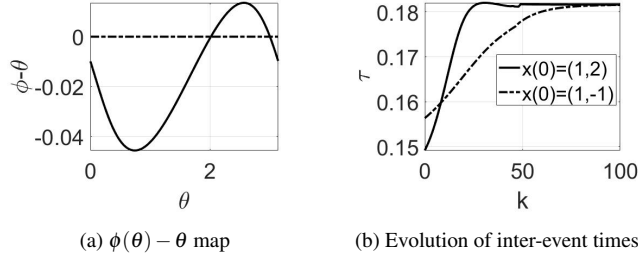 0
-0.02
-0.04
ϕ-θ
0
2
θ
(a) ϕ(θ) − θ map
0.18
0.17
0.16
0.15
τ
x(0)=(1,2)
x(0)=(1,-1)
0
50
100
k
(b) Evolution of inter-event times